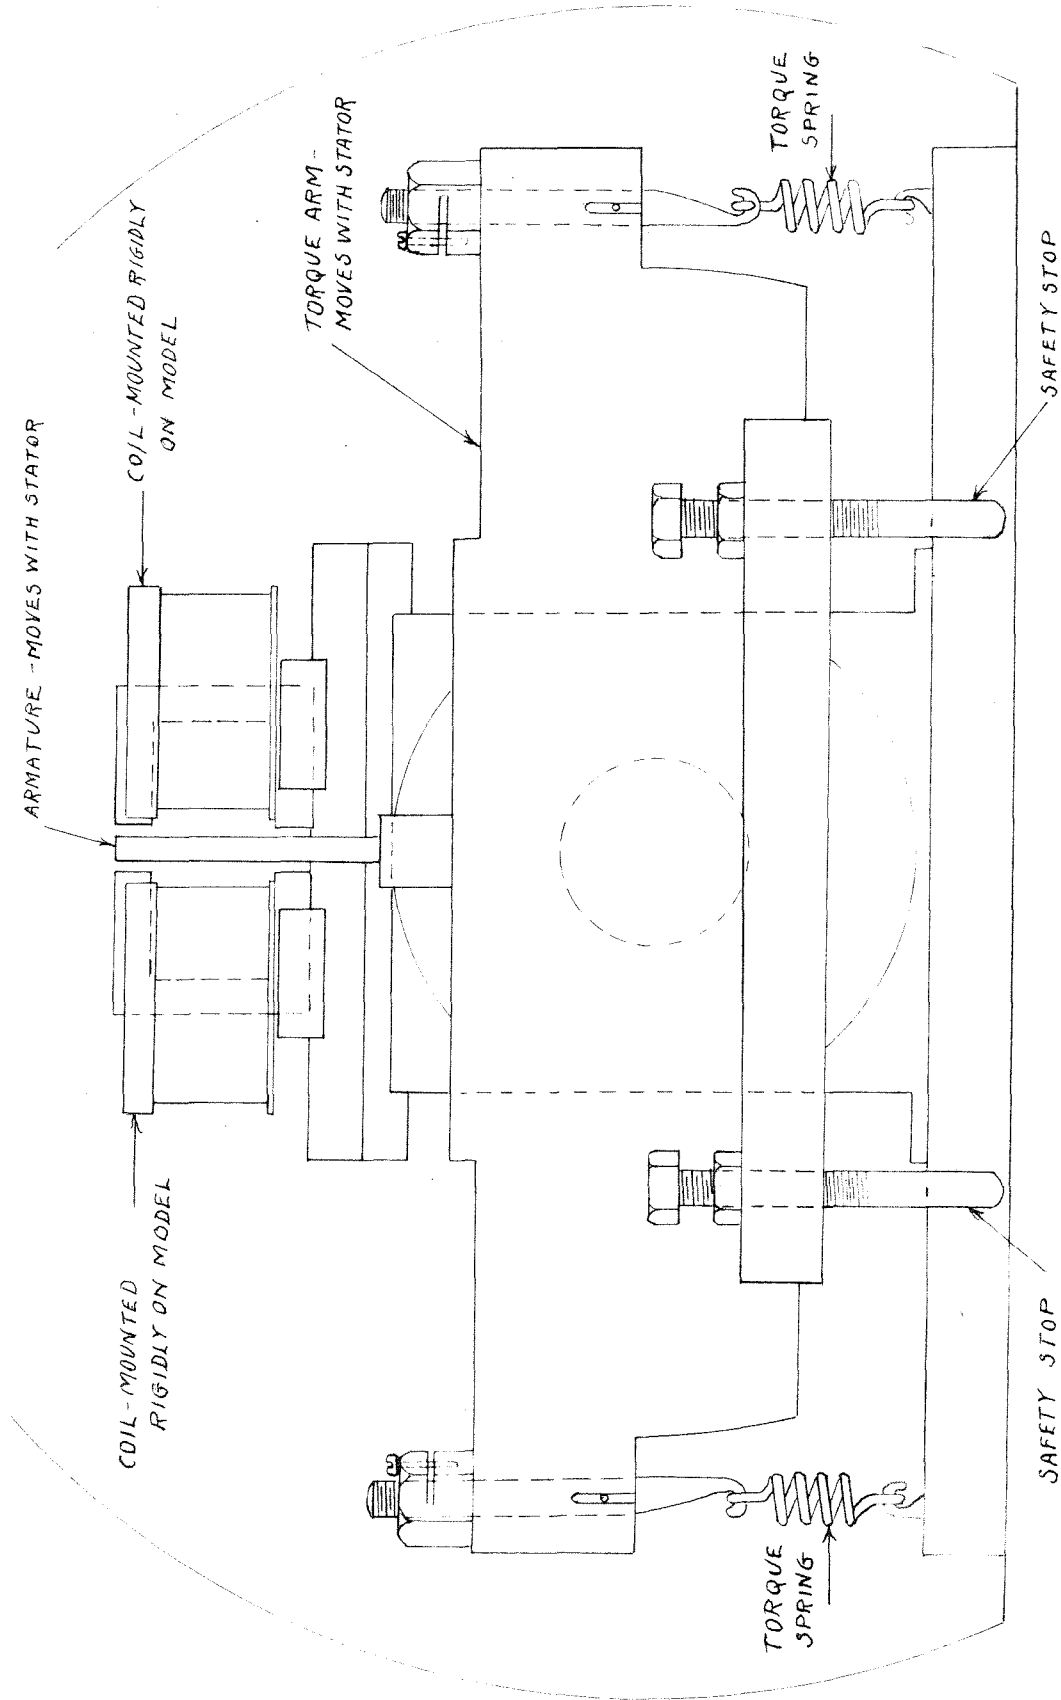 ARMATURE - MOVES WITH STATOR
COIL - MOUNTED RIGIDLY
ON MODEL
COIL - MOUNTED
RIGIDLY ON MODEL
TORQUE ARM -
MOVES WITH STATOR
TORQUE
SPRING
TORQUE
SPRING
SAFETY STOP
SAFETY STOP